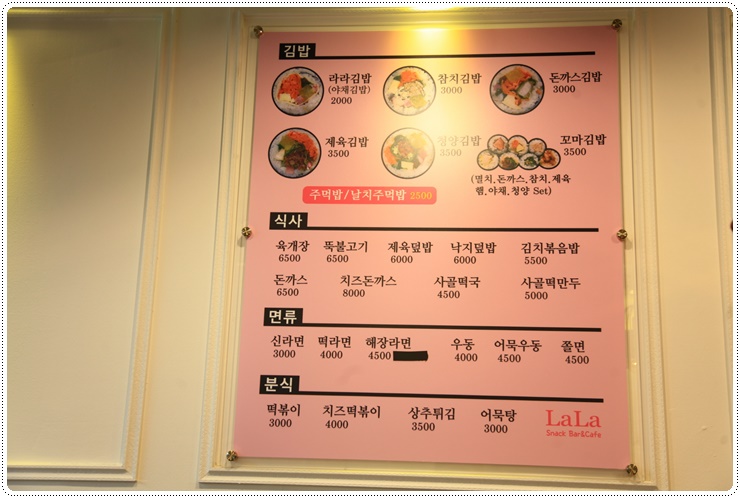 김밥
라라김밥 참치김밥 돈까스김밥
(야채김밥) 3000 3000
2000
제육김밥 청양김밥 꼬마김밥
3500 3500 3500
(멸치.돈까스.참치.제육
햄.야채.청양 Set)
주먹밥/날치주먹밥 2500
식사
육개장 뚝불고기 제육덮밥 낙지덮밥 김치볶음밥
6500 6500 6000 6000 5500
돈까스 치즈돈까스 사골떡국 사골떡만두
6500 8000 4500 5000
면류
신라면 떡라면 해장라면 우동 어묵우동 쫄면
3000 4000 4500 4000 4500 4500
분식
떡볶이 치즈떡볶이 상추튀김 어묵탕
3000 4000 3500 3000
LaLa
Snack Bar&Cafe